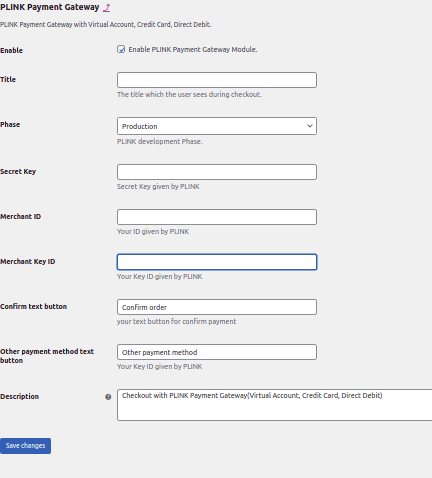 PLINK Payment Gateway
PLINK Payment Gateway with Virtual Account, Credit Card, Direct Debit.
Enable
Enable PLINK Payment Gateway Module.
Title
The title which the user sees during checkout.
Phase
Production
PLINK development Phase.
Secret Key
Secret Key given by PLINK
Merchant ID
Your ID given by PLINK
Merchant Key ID
Your Key ID given by PLINK
Confirm text button
Confirm order
your text button for confirm payment
Other payment method text
button
Other payment method
Your Key ID given by PLINK
Description
Checkout with PLINK Payment Gateway(Virtual Account, Credit Card, Direct Debit)
Save changes